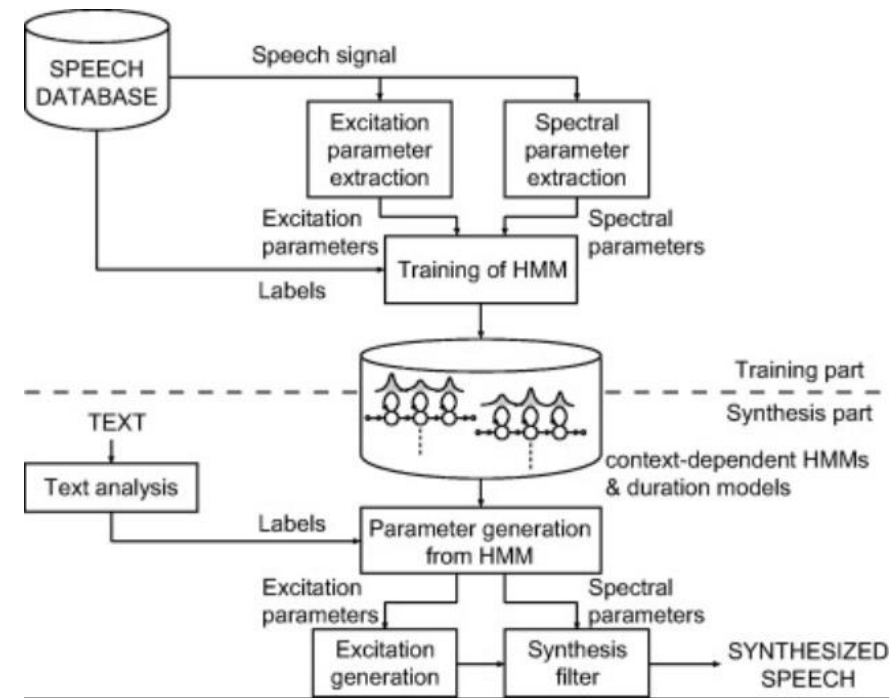 SPEECH
DATABASE
Speech signal
Excitation
parameter
extraction
Spectral
parameter
extraction
Excitation
parameters
Spectral
parameters
Training of HMM
Labels
Training part
Synthesis part
TEXT
context-dependent HMMs
& duration models
Text analysis
Labels
Parameter generation
from HMM
Excitation
parameters
Spectral
parameters
Excitation
generation
Synthesis
filter
SYNTHESIZED
SPEECH